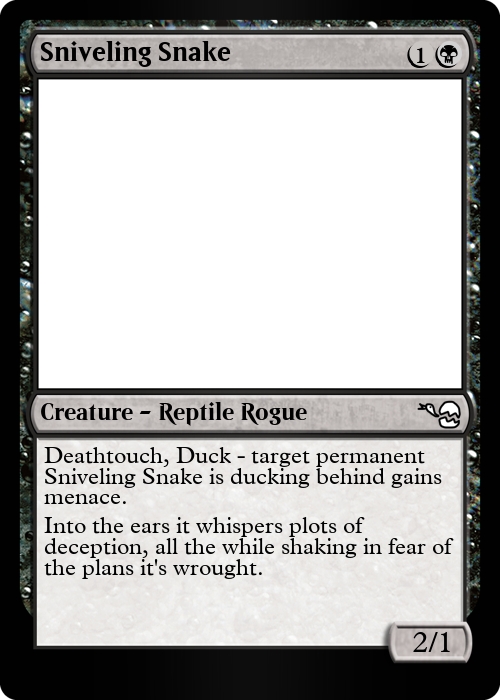 Sniveling Snake 1
Creature – Reptile Rogue
Deathtouch, Duck - target permanent
Sniveling Snake is ducking behind gains
menace.
Into the ears it whispers plots of
deception, all the while shaking in fear of
the plans it's wrought.
2/1